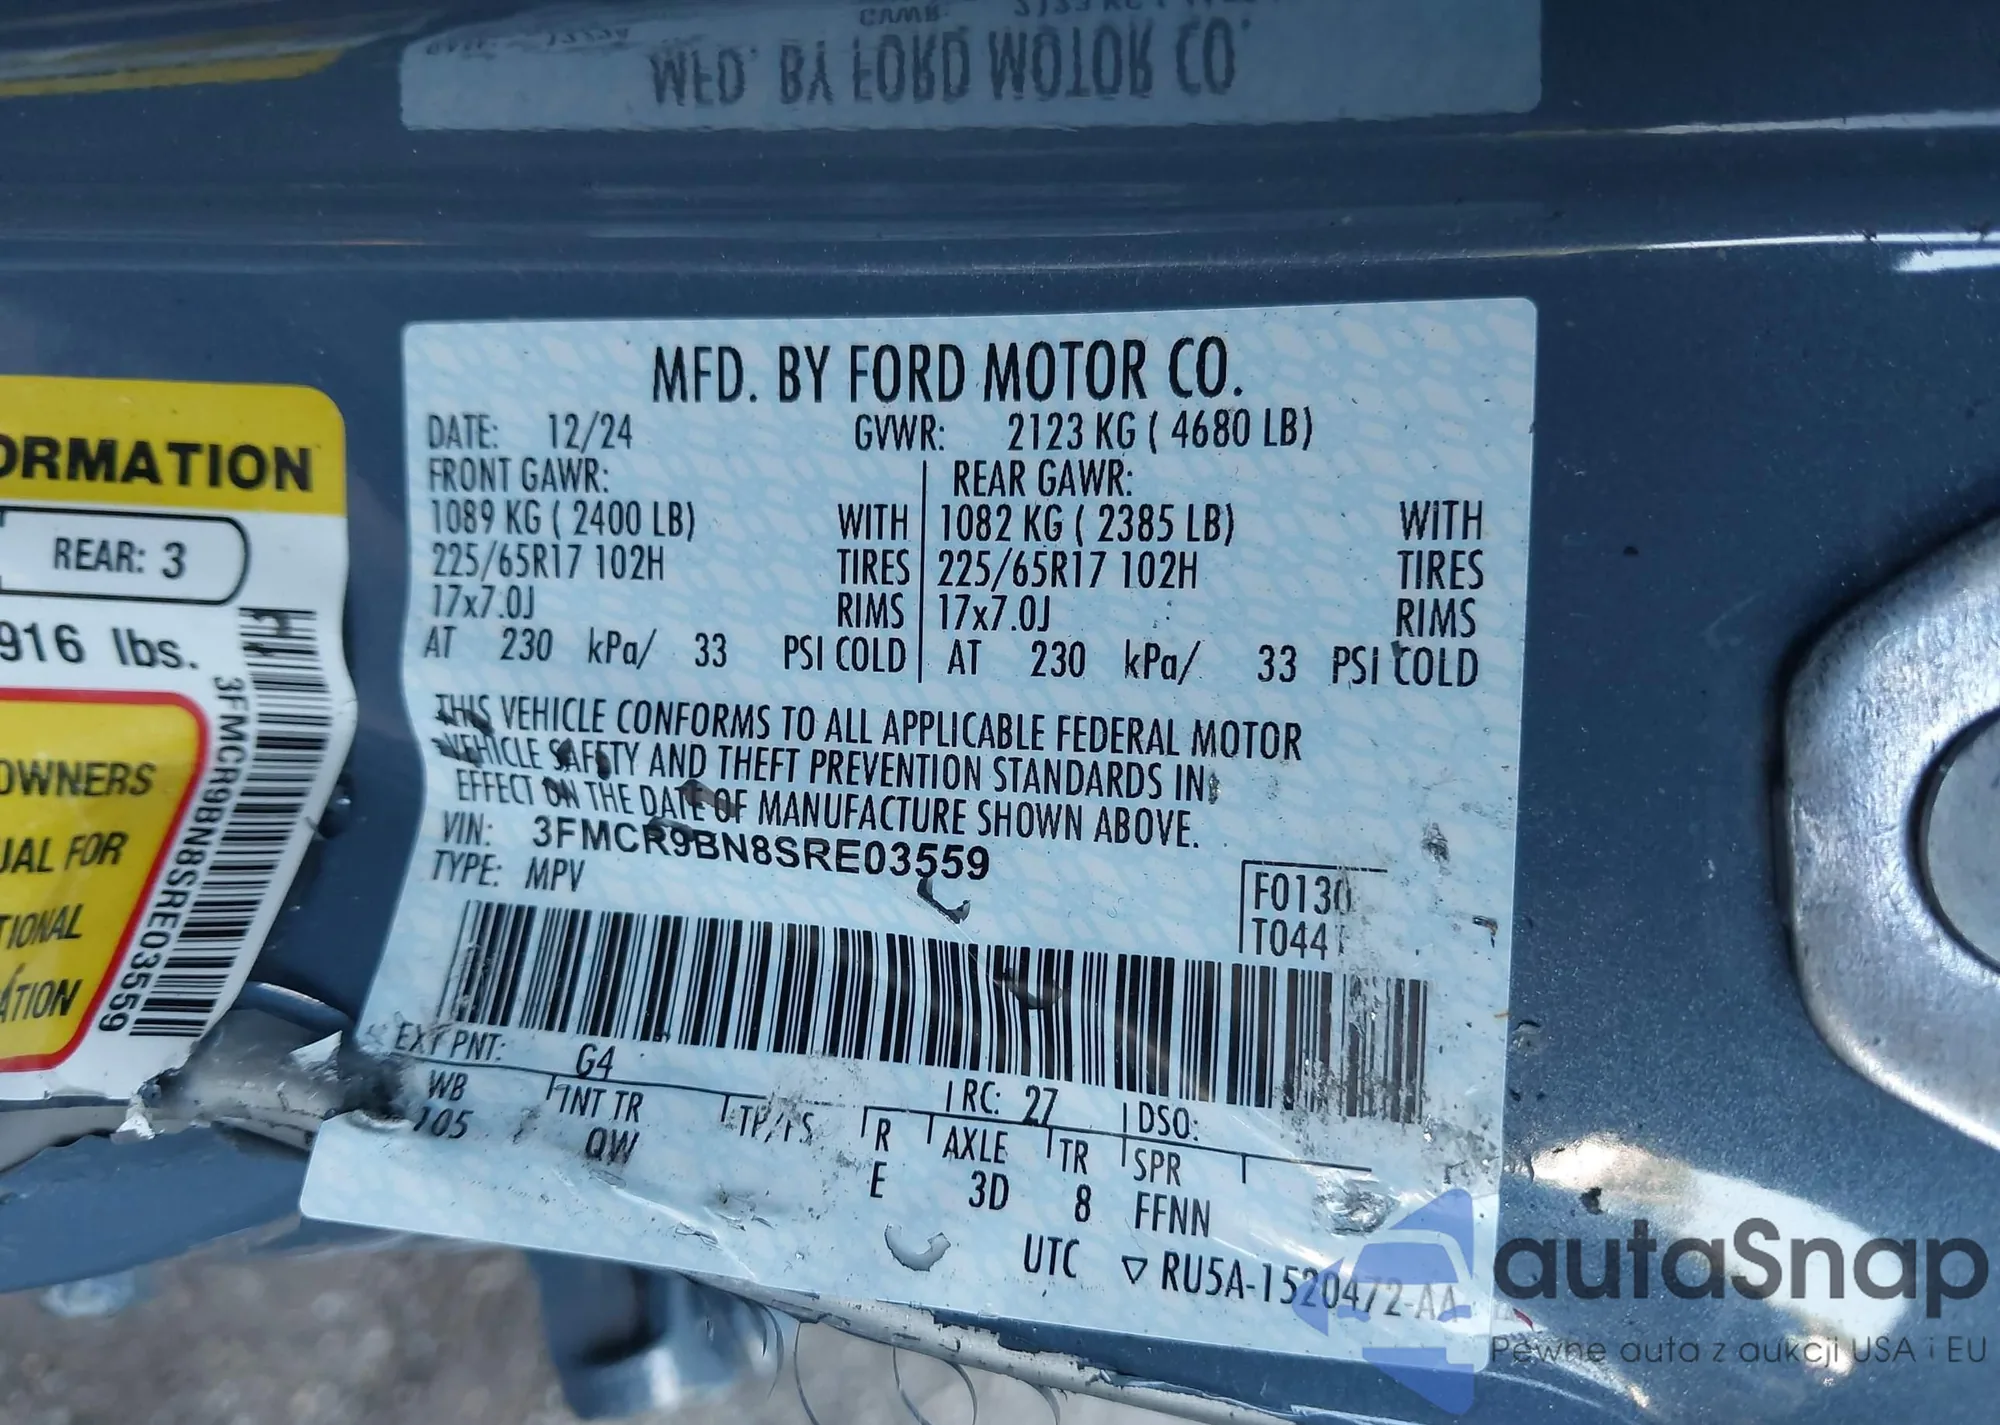 MFD. BY FORD MOTOR CO.
MFD. BY FORD MOTOR CO.
DATE: 12/24 GVWR: 2123 KG ( 4680 LB)
FRONT GAWR: REAR GAWR:
1089 KG ( 2400 LB) WITH 1082 KG ( 2385 LB) WITH
225/65R17 102H TIRES 225/65R17 102H TIRES
17x7.0J RIMS 17x7.0J RIMS
AT 230 kPa/ 33 PSI COLD AT 230 kPa/ 33 PSI COLD
THIS VEHICLE CONFORMS TO ALL APPLICABLE FEDERAL MOTOR
VEHICLE SAFETY AND THEFT PREVENTION STANDARDS IN
EFFECT ON THE DATE OF MANUFACTURE SHOWN ABOVE.
VIN: 3FMCR9BN8SRE03559
TYPE: MPV
F0130
T044
EXT PNT: G4 RC: 27 DSO:
WB INT TR TP/PS R AXLE TR SPR
105 QW E 3D 8 FFNN
UTC ▽ RU5A-1520472-AA
ORMATION
REAR: 3
916 lbs.
OWNERS
UAL FOR
TIONAL
ATION
3FMCR9BN8SRE03559
autaSnap
Pewne auta z aukcji USA i EU